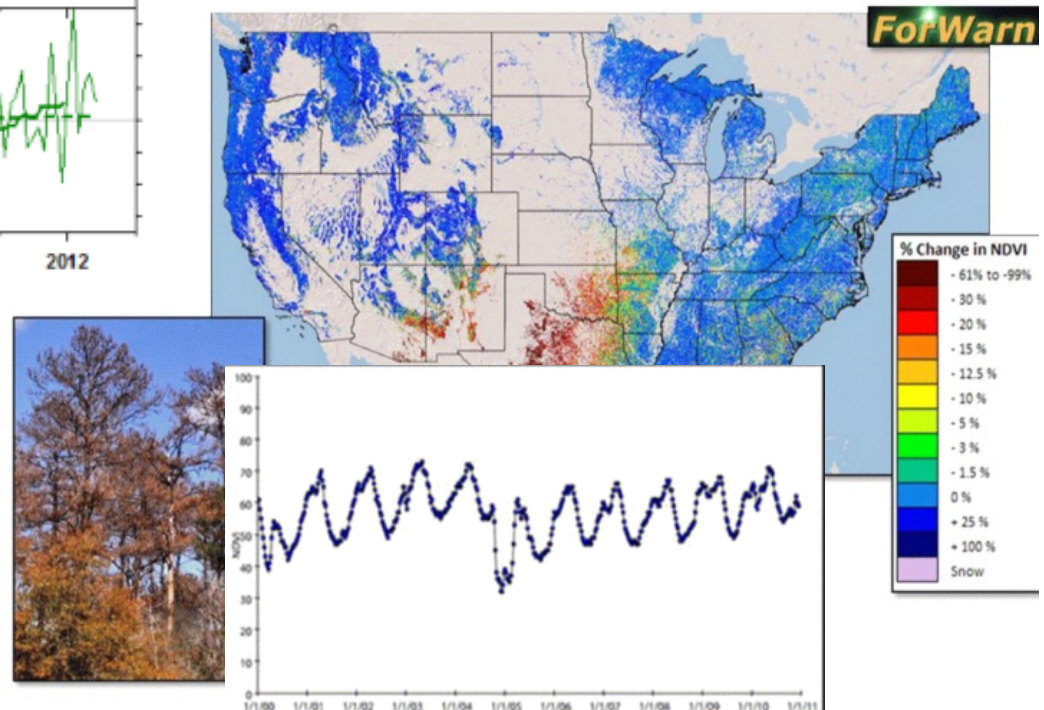 ForWarn
2012
% Change in NDVI
- 61% to -99%
- 30 %
- 20 %
- 15 %
- 12.5 %
- 10 %
- 5 %
- 3 %
- 1.5 %
0 %
+ 25 %
+ 100 %
Snow
100
90
80
70
60
50
40
30
20
10
0
NDVI
1/1/00 1/1/01 1/1/02 1/1/03 1/1/04 1/1/05 1/1/06 1/1/07 1/1/08 1/1/09 1/1/10 1/1/11